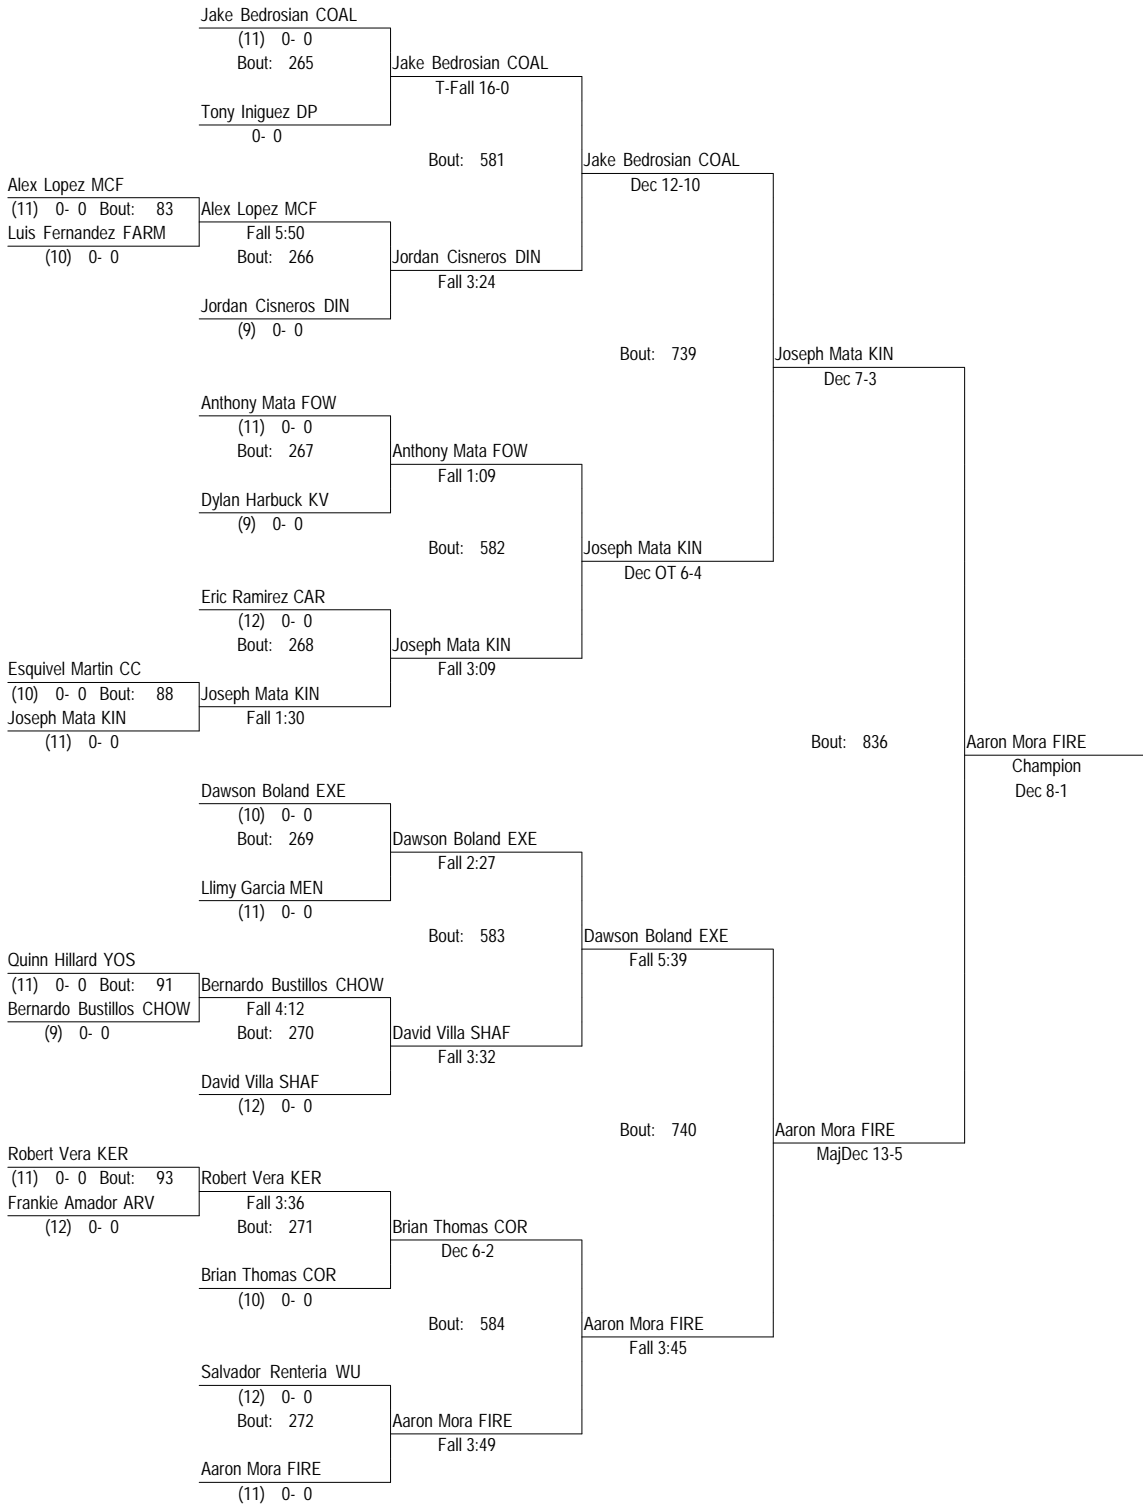 Jake Bedrosian COAL
(11) 0- 0
Bout: 265
Jake Bedrosian COAL
T-Fall 16-0
Tony Iniguez DP
0- 0
Bout: 581
Jake Bedrosian COAL
Dec 12-10
Alex Lopez MCF
(11) 0- 0 Bout: 83
Alex Lopez MCF
Luis Fernandez FARM
Fall 5:50
(10) 0- 0
Bout: 266
Jordan Cisneros DIN
Fall 3:24
Jordan Cisneros DIN
(9) 0- 0
Bout: 739
Joseph Mata KIN
Dec 7-3
Anthony Mata FOW
(11) 0- 0
Bout: 267
Anthony Mata FOW
Fall 1:09
Dylan Harbuck KV
(9) 0- 0
Bout: 582
Joseph Mata KIN
Dec OT 6-4
Eric Ramirez CAR
(12) 0- 0
Bout: 268
Joseph Mata KIN
Fall 3:09
Esquivel Martin CC
(10) 0- 0 Bout: 88
Joseph Mata KIN
Joseph Mata KIN
Fall 1:30
(11) 0- 0
Bout: 836
Aaron Mora FIRE
Champion
Dec 8-1
Dawson Boland EXE
(10) 0- 0
Bout: 269
Dawson Boland EXE
Fall 2:27
Llimy Garcia MEN
(11) 0- 0
Bout: 583
Dawson Boland EXE
Fall 5:39
Quinn Hillard YOS
(11) 0- 0 Bout: 91
Bernardo Bustillos CHOW
Bernardo Bustillos CHOW
Fall 4:12
(9) 0- 0
Bout: 270
David Villa SHAF
Fall 3:32
David Villa SHAF
(12) 0- 0
Bout: 740
Aaron Mora FIRE
MajDec 13-5
Robert Vera KER
(11) 0- 0 Bout: 93
Robert Vera KER
Frankie Amador ARV
Fall 3:36
(12) 0- 0
Bout: 271
Brian Thomas COR
Dec 6-2
Brian Thomas COR
(10) 0- 0
Bout: 584
Aaron Mora FIRE
Fall 3:45
Salvador Renteria WU
(12) 0- 0
Bout: 272
Aaron Mora FIRE
Fall 3:49
Aaron Mora FIRE
(11) 0- 0